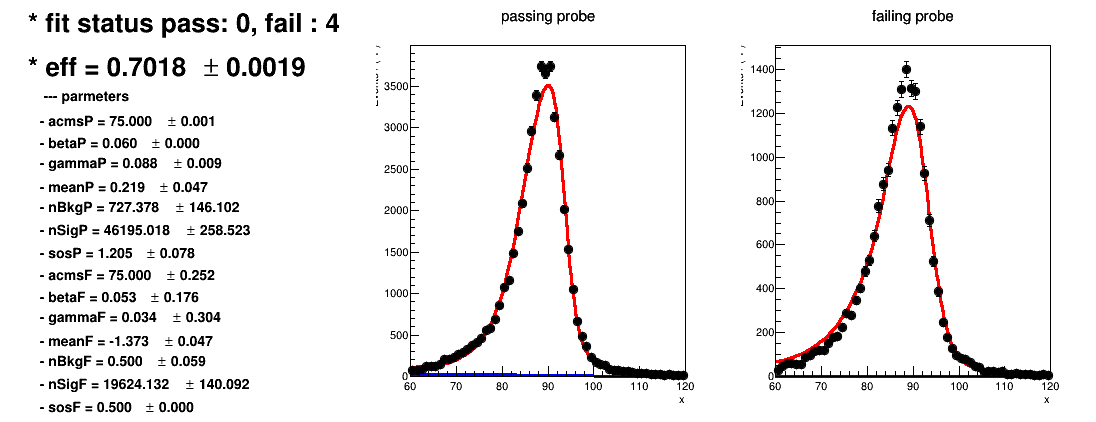 * fit status pass: 0, fail : 4
* eff = 0.7018 ± 0.0019
--- parmeters
- acmsP = 75.000 ± 0.001
- betaP = 0.060 ± 0.000
- gammaP = 0.088 ± 0.009
- meanP = 0.219 ± 0.047
- nBkgP = 727.378 ± 146.102
- nSigP = 46195.018 ± 258.523
- sosP = 1.205 ± 0.078
- acmsF = 75.000 ± 0.252
- betaF = 0.053 ± 0.176
- gammaF = 0.034 ± 0.304
- meanF = -1.373 ± 0.047
- nBkgF = 0.500 ± 0.059
- nSigF = 19624.132 ± 140.092
- sosF = 0.500 ± 0.000
passing probe
3500
3000
2500
2000
1500
1000
500
0
60 70 80 90 100 110 120
x
failing probe
1400
1200
1000
800
600
400
200
0
60 70 80 90 100 110 120
x